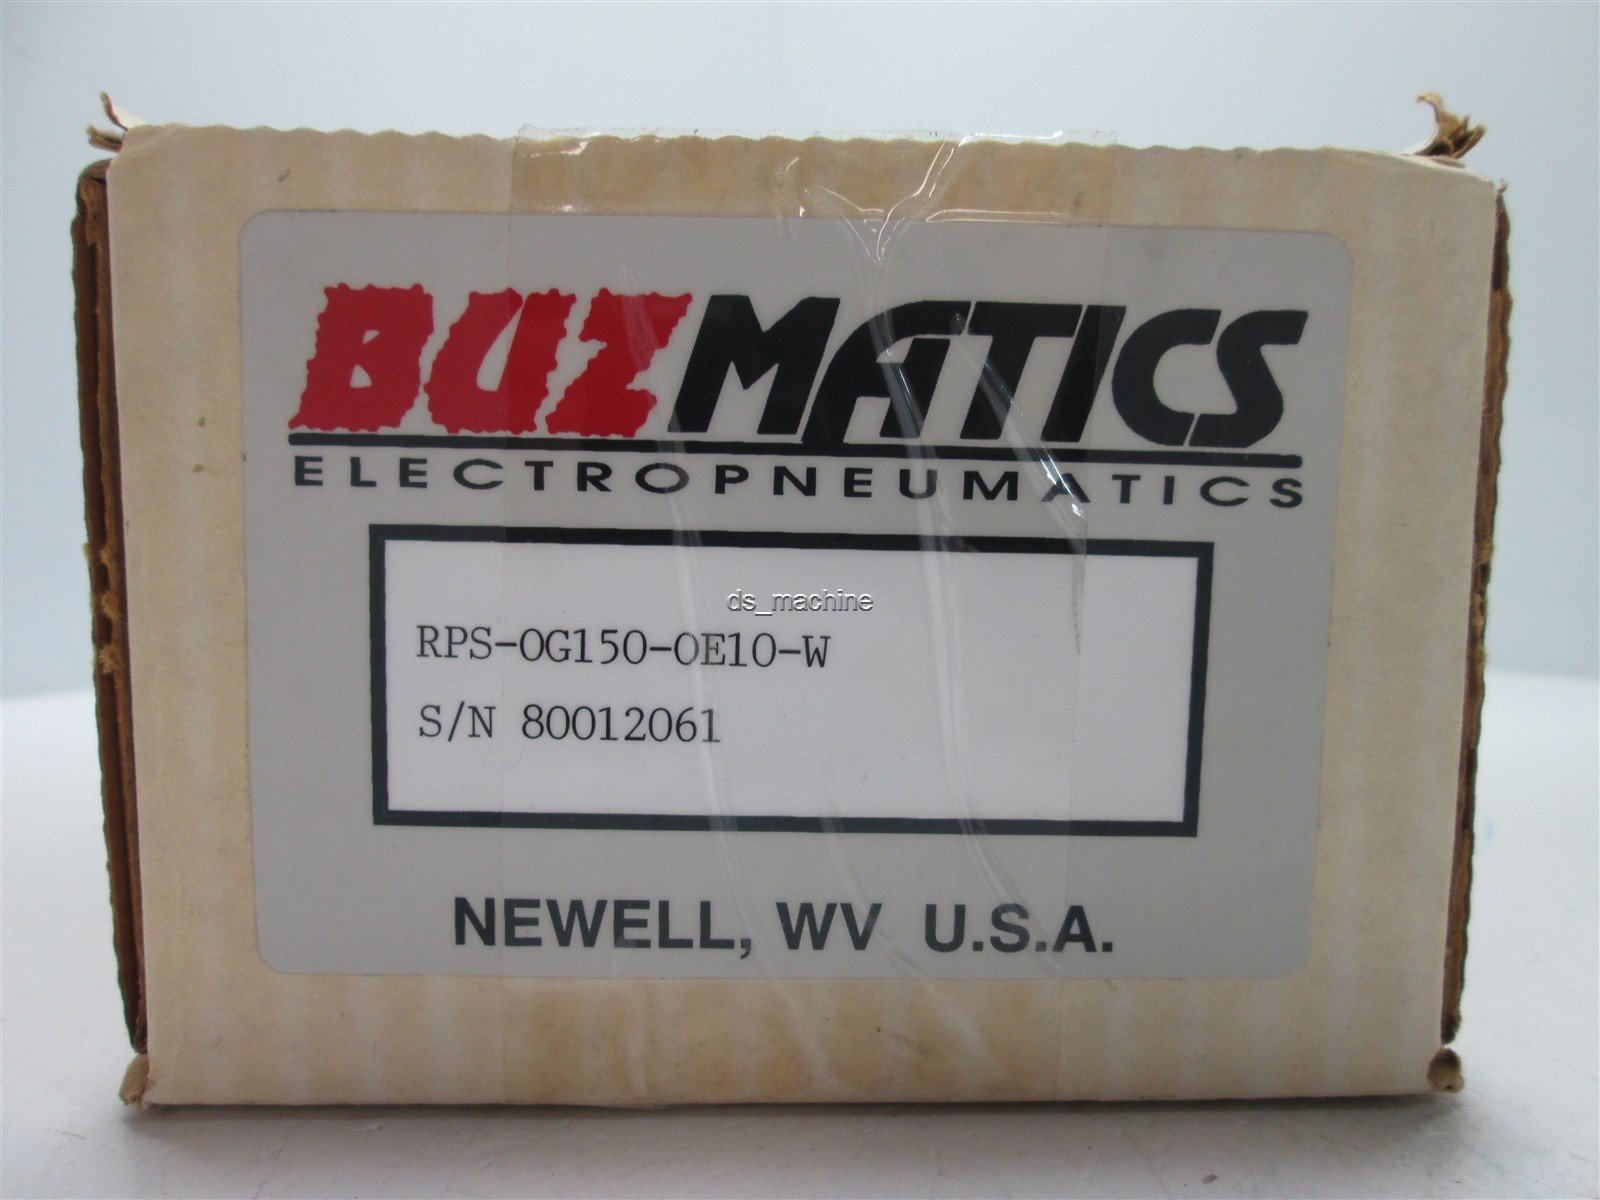 BUZMATICS
ELECTROPNEUMATICS
ds_machine
RPS-0G150-0E10-W
S/N 80012061
NEWELL, WV U.S.A.